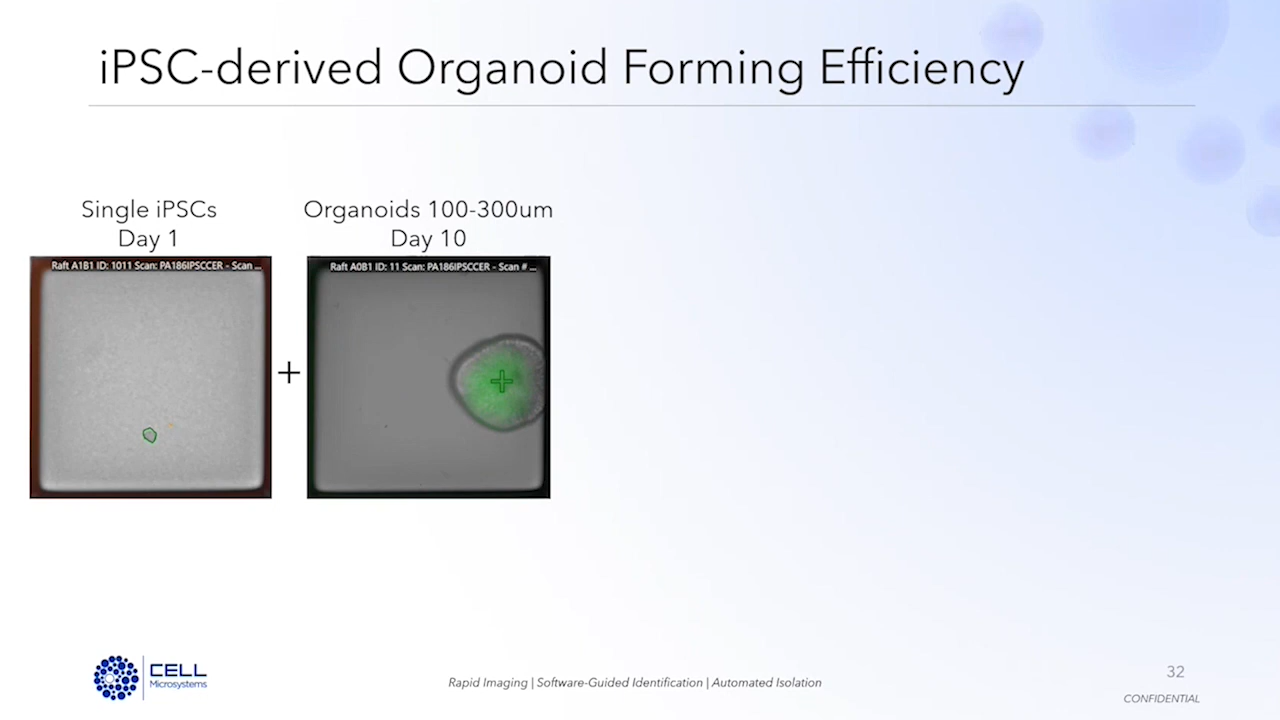 iPSC-derived Organoid Forming Efficiency
Single iPSCs
Day 1
Organoids 100-300um
Day 10
Raft A1B1 ID: 1011 Scan: PA186IPSCCER - Scan ...
Raft A0B1 ID: 11 Scan: PA186IPSCCER - Scan # ...
+
CELL
Microsystems
Rapid Imaging | Software-Guided Identification | Automated Isolation
32
CONFIDENTIAL